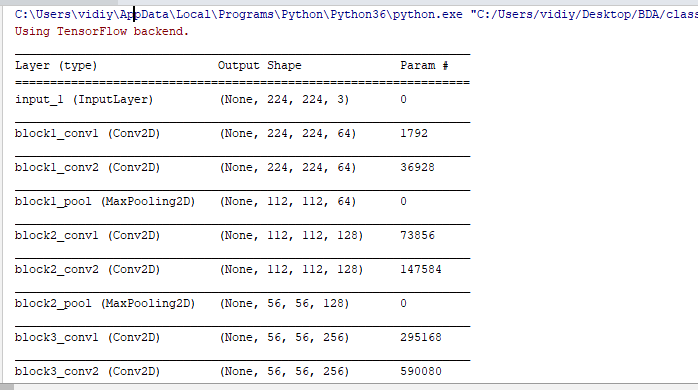 C:\Users\vidiy\AppData\Local\Programs\Python\Python36\python.exe "C:/Users/vidiy/Desktop/BDA/class
Using TensorFlow backend.
Layer (type) Output Shape Param #
input_1 (InputLayer) (None, 224, 224, 3) 0
block1_conv1 (Conv2D) (None, 224, 224, 64) 1792
block1_conv2 (Conv2D) (None, 224, 224, 64) 36928
block1_pool (MaxPooling2D) (None, 112, 112, 64) 0
block2_conv1 (Conv2D) (None, 112, 112, 128) 73856
block2_conv2 (Conv2D) (None, 112, 112, 128) 147584
block2_pool (MaxPooling2D) (None, 56, 56, 128) 0
block3_conv1 (Conv2D) (None, 56, 56, 256) 295168
block3_conv2 (Conv2D) (None, 56, 56, 256) 590080